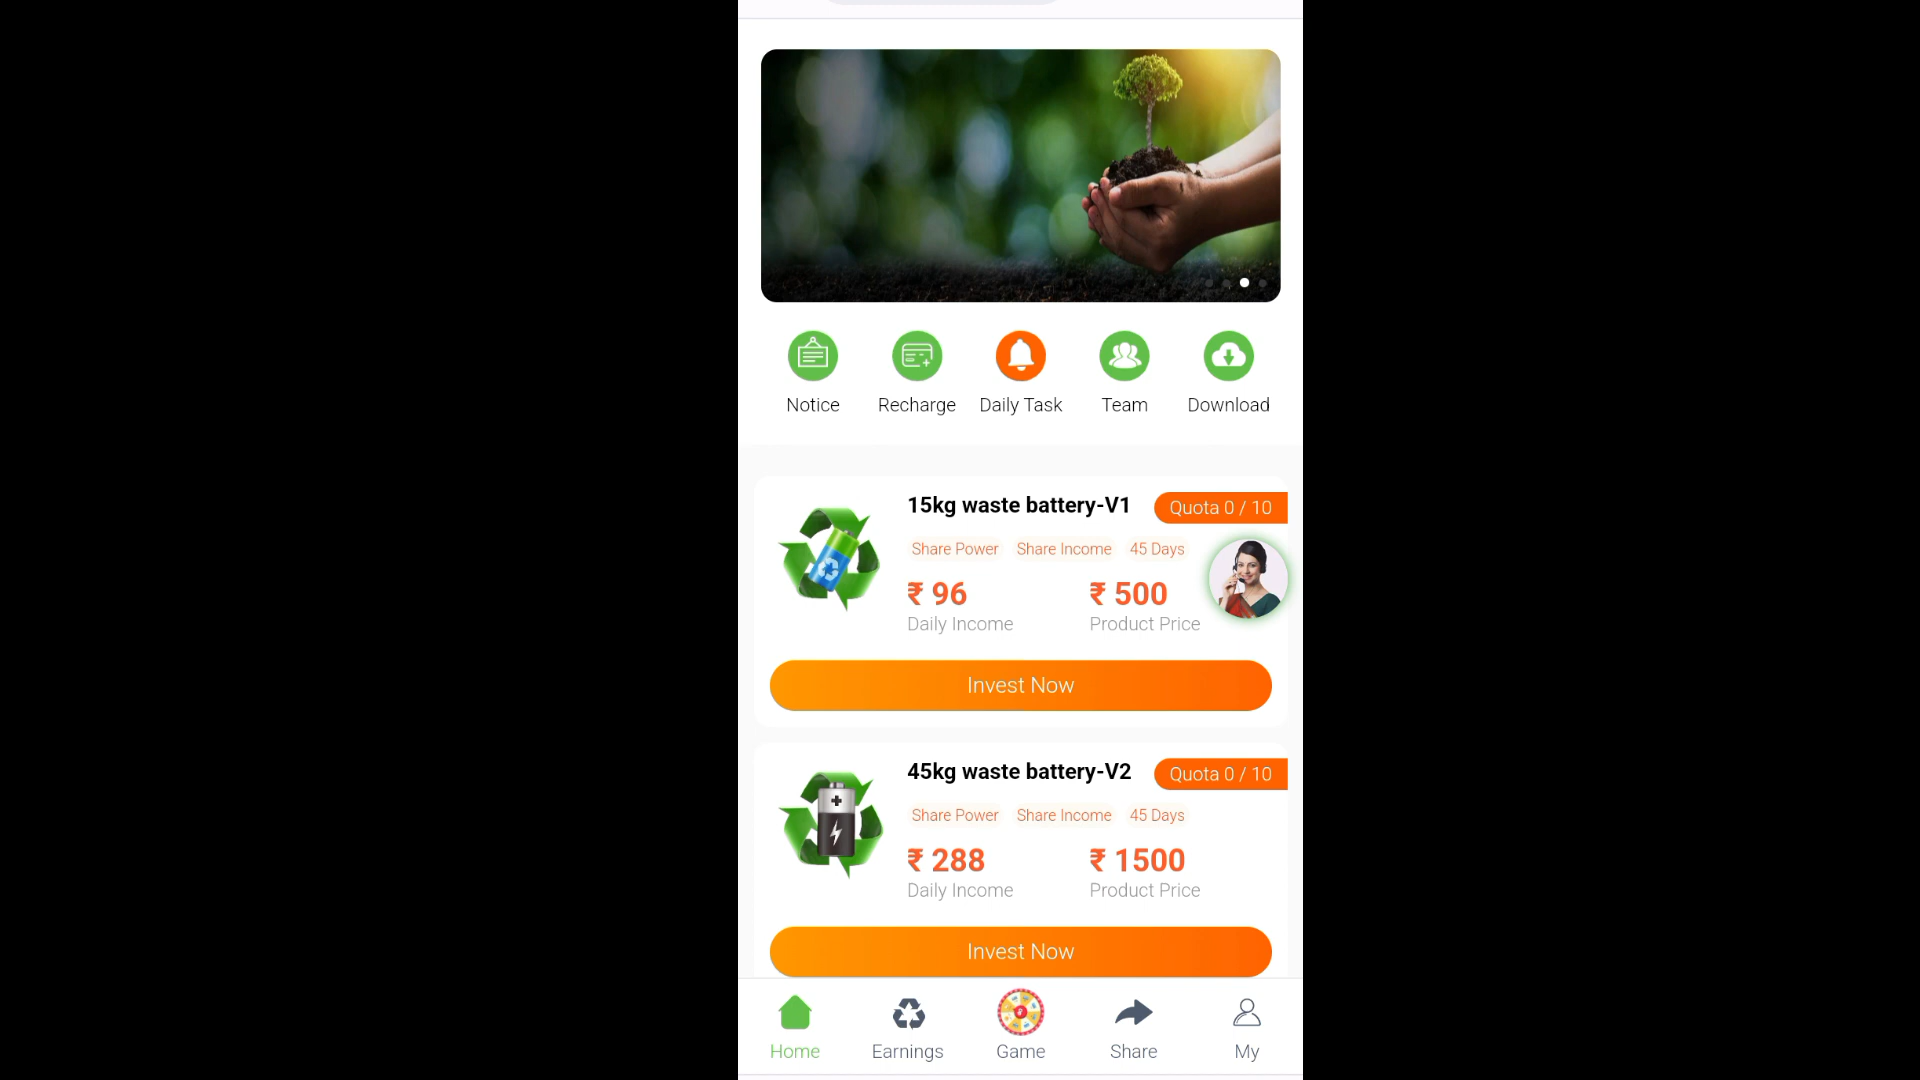 Notice Recharge Daily Task Team Download
15kg waste battery-V1 Quota 0 / 10
Share Power Share Income 45 Days
₹ 96 ₹ 500
Daily Income Product Price
Invest Now
45kg waste battery-V2 Quota 0 / 10
Share Power Share Income 45 Days
₹ 288 ₹ 1500
Daily Income Product Price
Invest Now
Home Earnings Game Share My